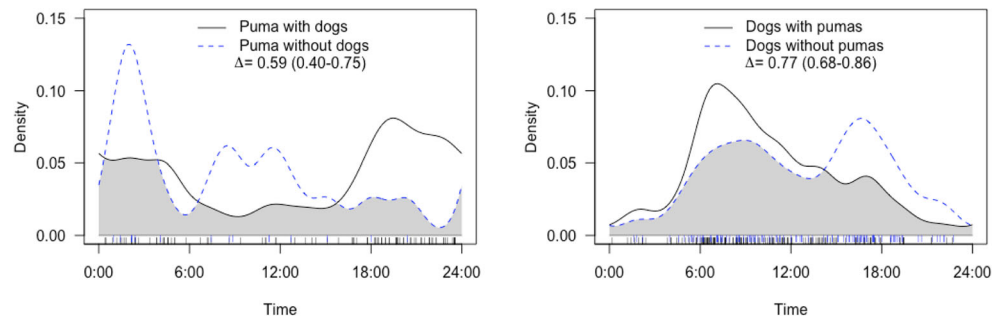 0.15
0.10
0.05
0.00
Density
Puma with dogs
Puma without dogs
Δ= 0.59 (0.40-0.75)
0:00 6:00 12:00 18:00 24:00
Time
0.15
0.10
0.05
0.00
Density
Dogs with pumas
Dogs without pumas
Δ= 0.77 (0.68-0.86)
0:00 6:00 12:00 18:00 24:00
Time